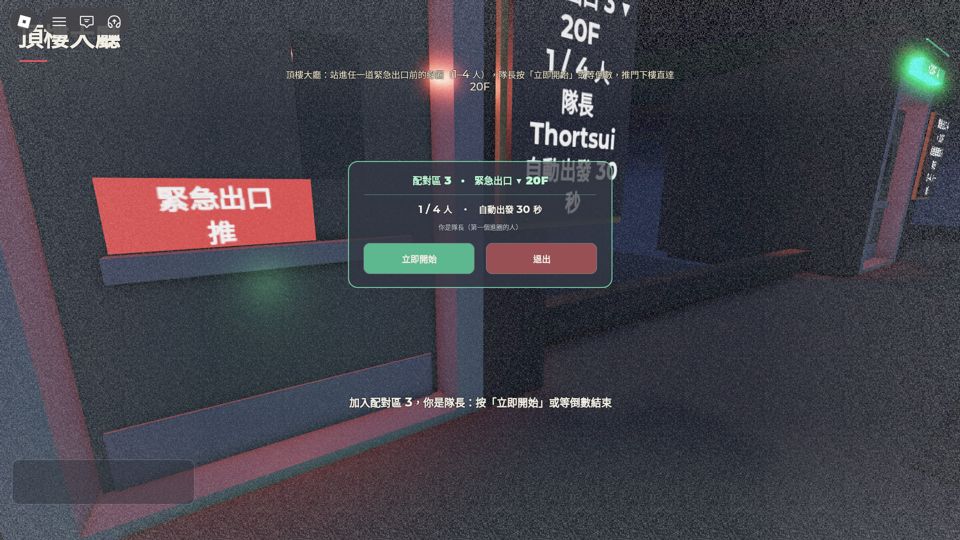 頂樓大廳
頂樓大廳：站進任一道緊急出口前的 (1–4 人)，隊長按「立即開始」或等倒數，推門下樓直達
20F
20F
1/4 人
隊長
Thortsui
自動出發 30
秒
緊急出口
推
配對區 3 • 緊急出口 ▼ 20F
1 / 4 人 • 自動出發 30 秒
你是隊長（第一個進圈的人）
立即開始
退出
加入配對區 3，你是隊長：按「立即開始」或等倒數結束